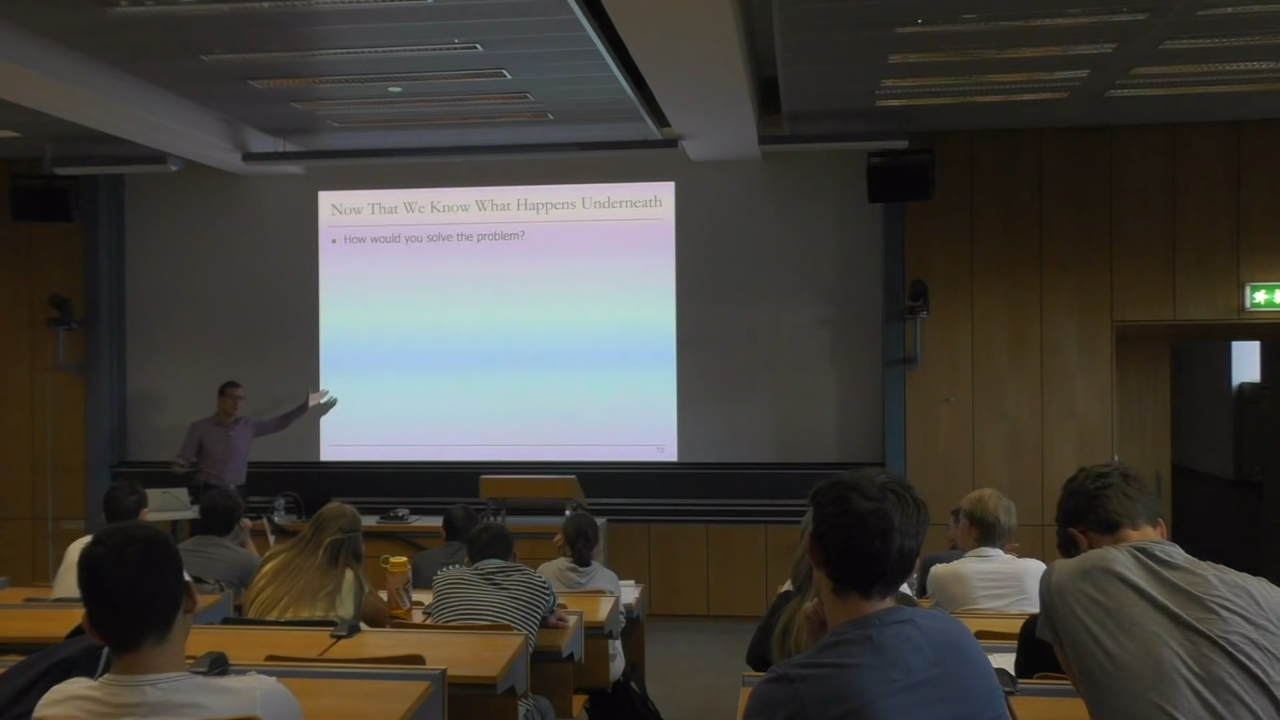 Now That We Know What Happens Underneath
How would you solve the problem?